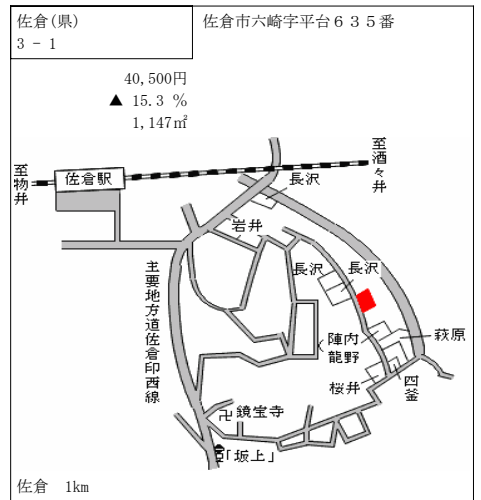 佐倉(県)
3 - 1
佐倉市六崎字平台６３５番
40,500円
▲ 15.3 %
1,147㎡
至物井
佐倉駅
至酒々井
長沢
岩井
長沢
長沢
主要地方道佐倉印西線
陣内
龍野
萩原
桜井
四釜
卍鏡宝寺
「坂上」
佐倉　1km